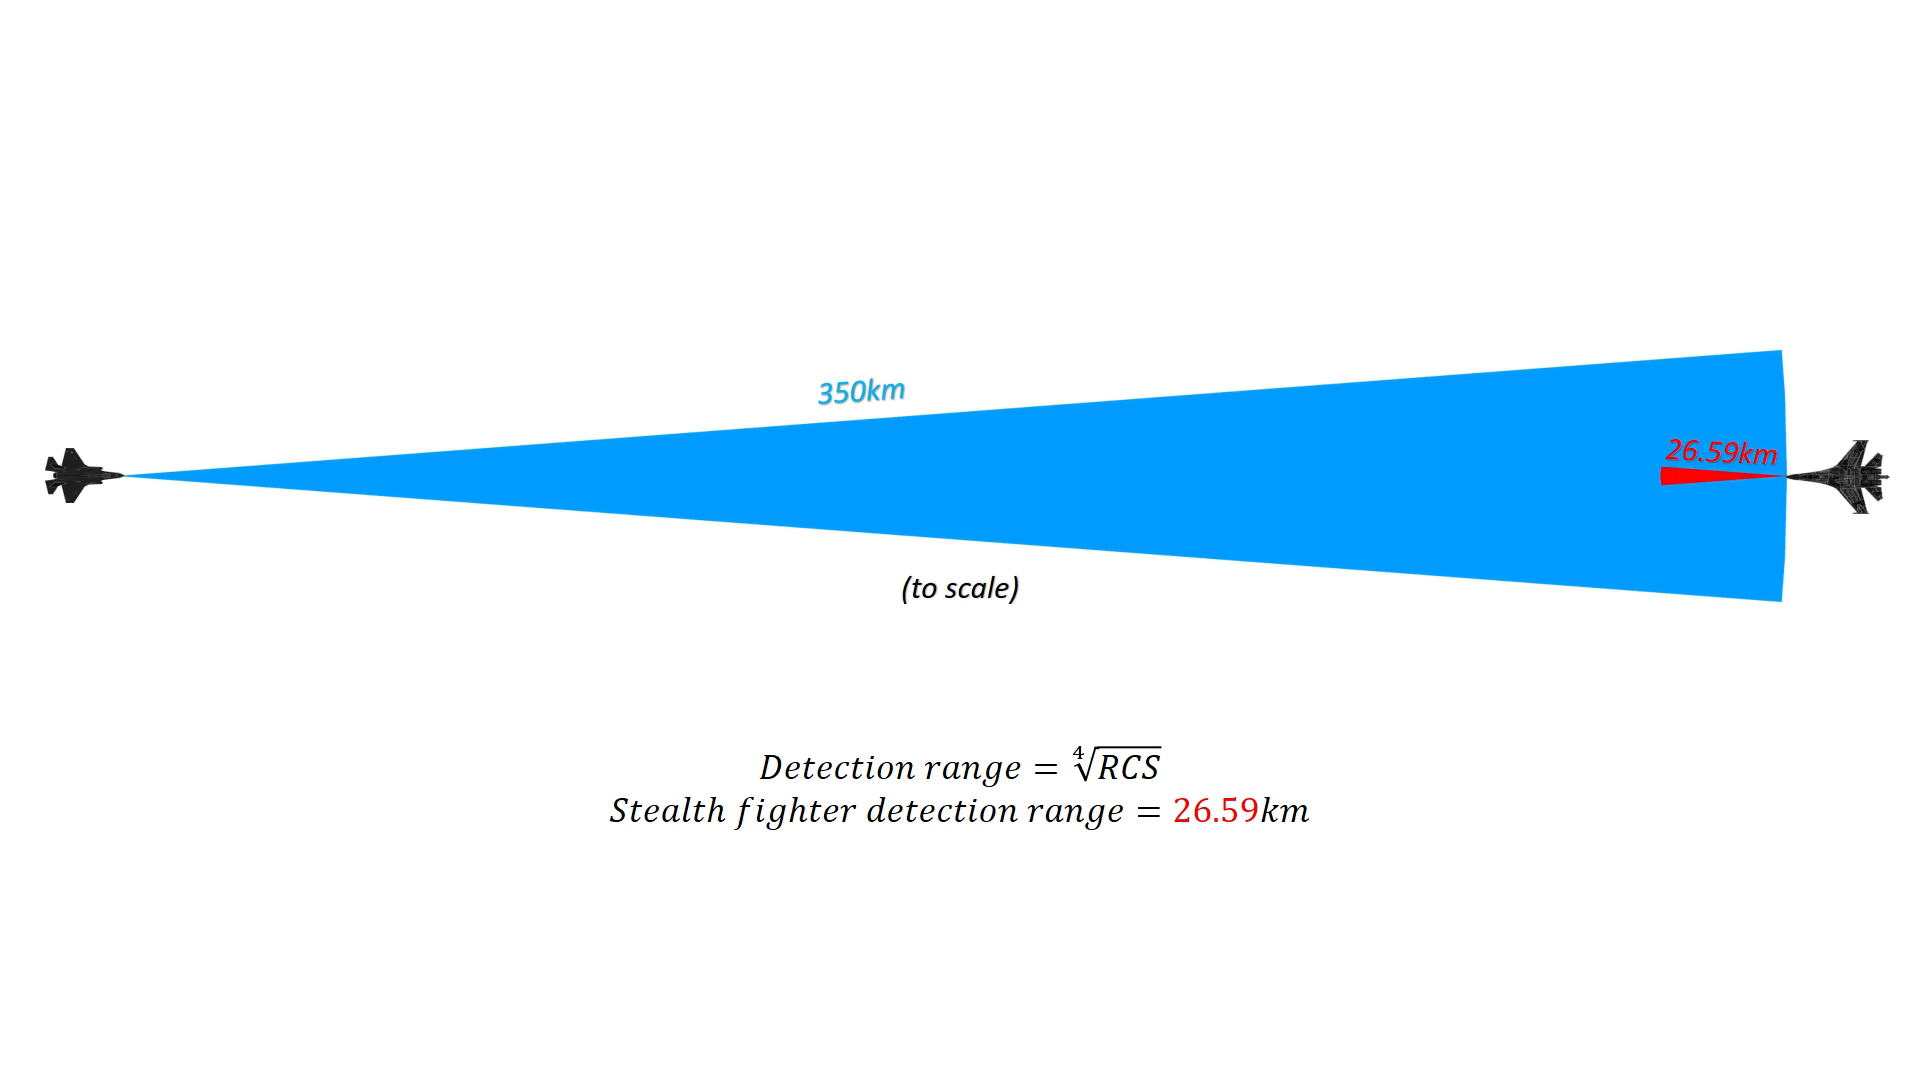 350km
26.59km
(to scale)
Detection range = ∜RCS
Stealth fighter detection range = 26.59km